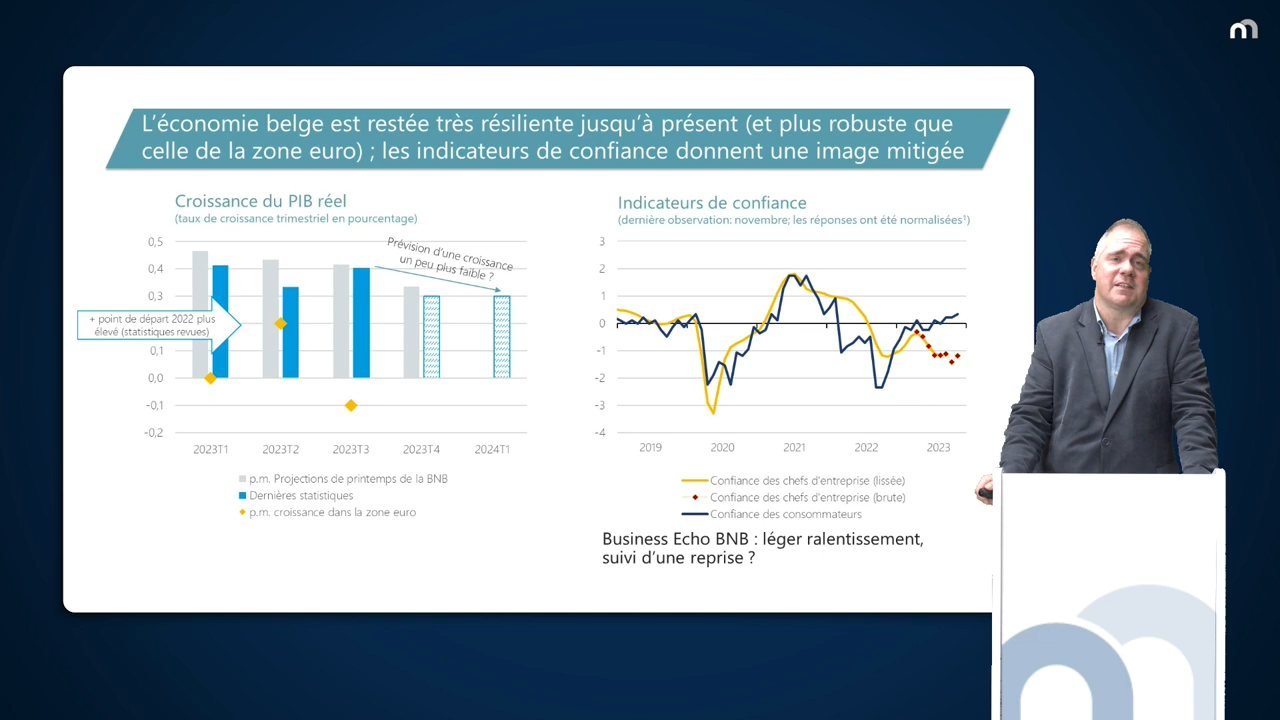 L'économie belge est restée très résiliente jusqu'à présent (et plus robuste que
celle de la zone euro) ; les indicateurs de confiance donnent une image mitigée
Croissance du PIB réel
(taux de croissance trimestriel en pourcentage)
0,5
0,4
0,3
0,1
0,0
-0,1
-0,2
Prévision d'une croissance
un peu plus faible ?
+ point de départ 2022 plus
élevé (statistiques revues)
2023T1
2023T2
2023T3
2023T4
2024T1
p.m. Projections de printemps de la BNB
Dernières statistiques
p.m. croissance dans la zone euro
Indicateurs de confiance
(dernière observation: novembre; les réponses ont été normalisées¹)
3
2
1
0
-1
-2
-3
-4
2019
2020
2021
2022
2023
Confiance des chefs d'entreprise (lissée)
Confiance des chefs d'entreprise (brute)
Confiance des consommateurs
Business Echo BNB : léger ralentissement,
suivi d'une reprise ?